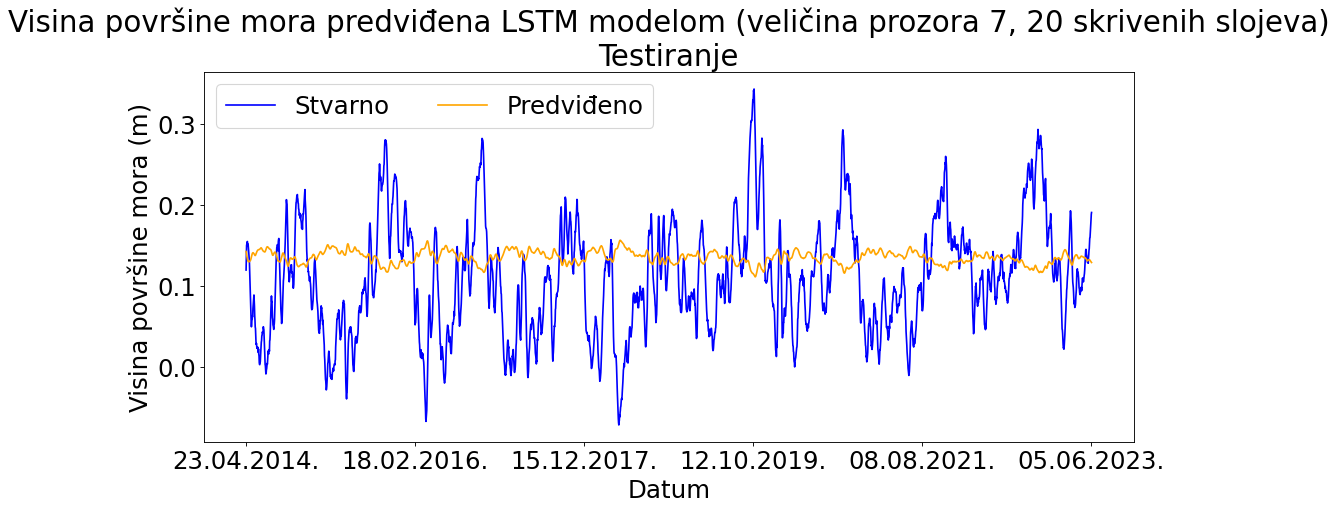 Visina površine mora predviđena LSTM modelom (veličina prozora 7, 20 skrivenih slojeva)
Testiranje
Stvarno Predviđeno
Visina površine mora (m)
0.3
0.2
0.1
0.0
23.04.2014. 18.02.2016. 15.12.2017. 12.10.2019. 08.08.2021. 05.06.2023.
Datum